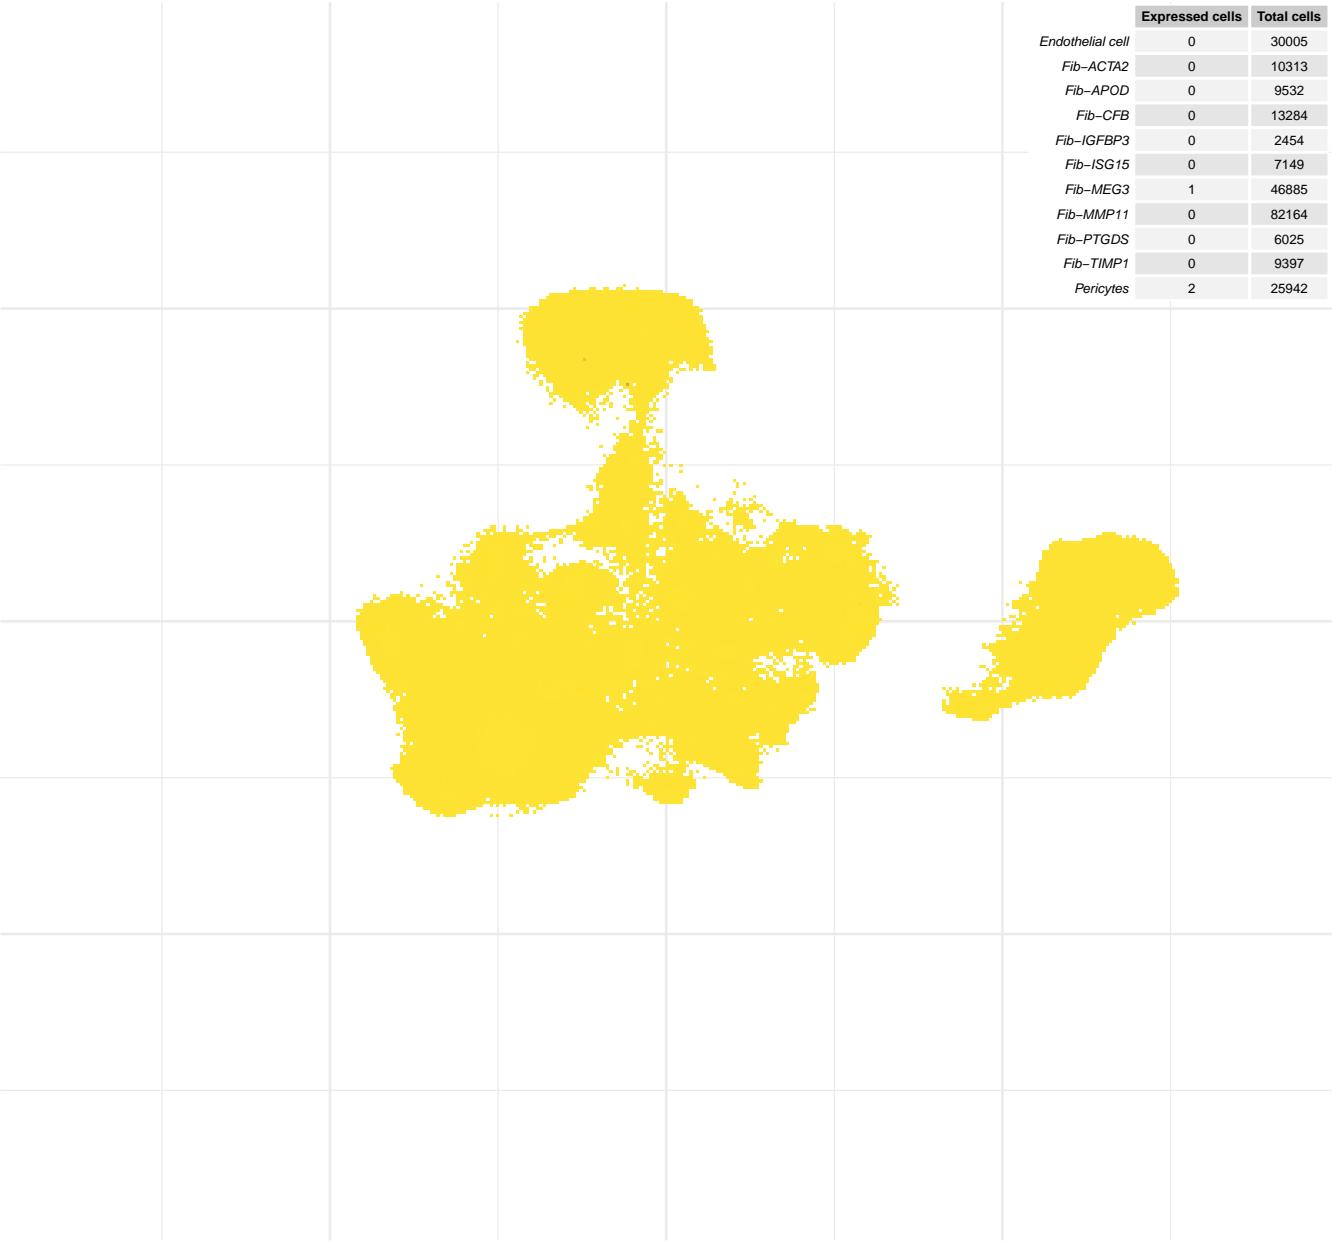 Expressed cells Total cells
Endothelial cell 0 30005
Fib−ACTA2 0 10313
Fib−APOD 0 9532
Fib−CFB 0 13284
Fib−IGFBP3 0 2454
Fib−ISG15 0 7149
Fib−MEG3 1 46885
Fib−MMP11 0 82164
Fib−PTGDS 0 6025
Fib−TIMP1 0 9397
Pericytes 2 25942